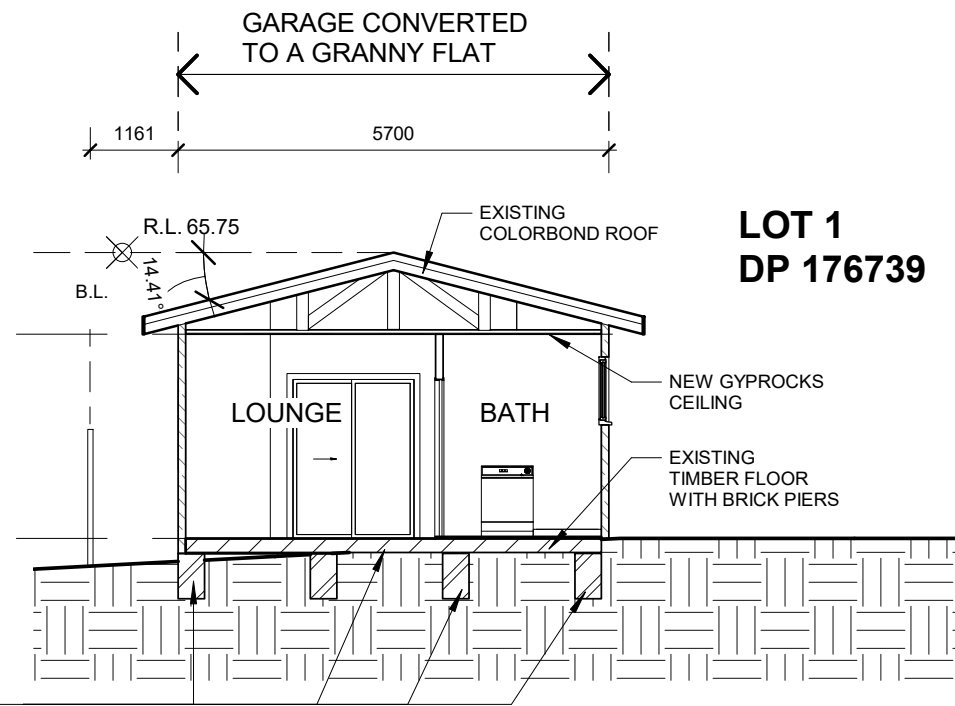 GARAGE CONVERTED
TO A GRANNY FLAT
1161
5700
R.L. 65.75
14.41°
B.L.
EXISTING
COLORBOND ROOF
LOT 1
DP 176739
NEW GYPROCKS
CEILING
LOUNGE
BATH
EXISTING
TIMBER FLOOR
WITH BRICK PIERS